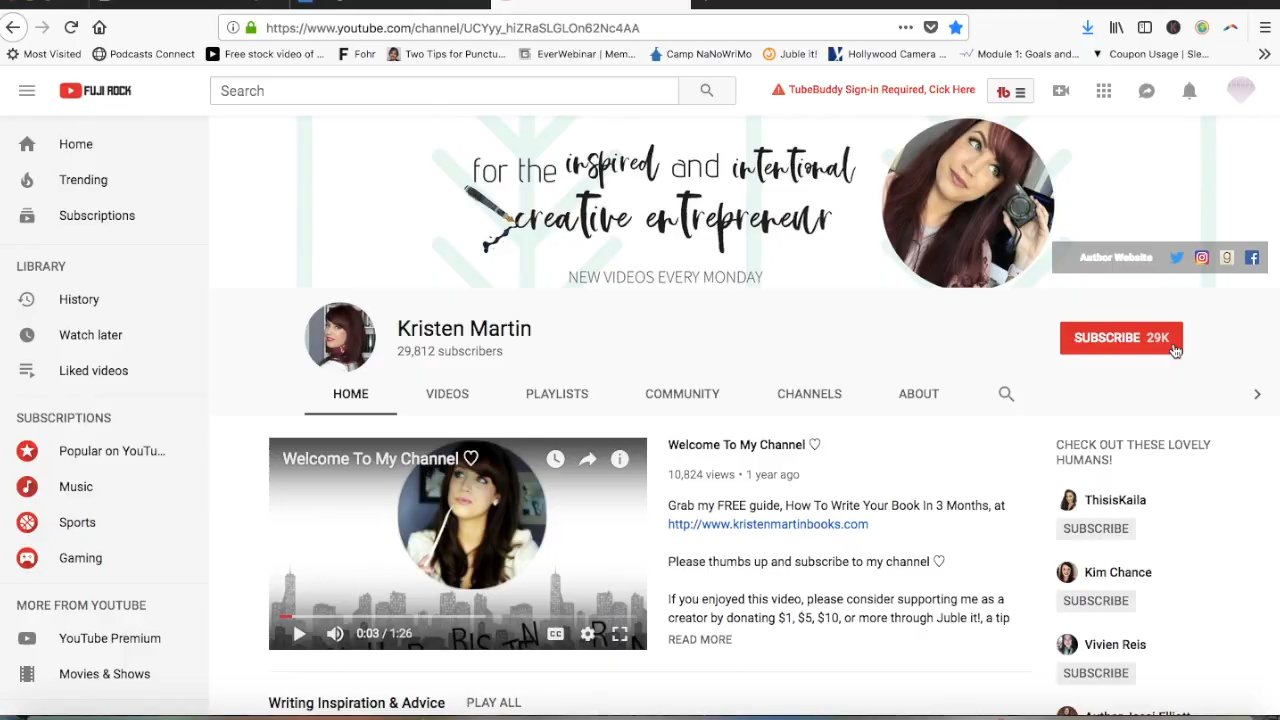 https://www.youtube.com/channel/UCYyy_hiZRaSLGLOn62Nc4AA
Most Visited
Podcasts Connect
Free stock video of ...
Fohr
Two Tips for Punctu...
EverWebinar | Mem...
Camp NaNoWriMo
Juble it!
Hollywood Camera ...
Module 1: Goals and...
Coupon Usage | Sle...
FUJI ROCK
Search
TubeBuddy Sign-in Required, Cick Here
tb
Home
Trending
Subscriptions
LIBRARY
History
Watch later
Liked videos
SUBSCRIPTIONS
Popular on YouTu...
Music
Sports
Gaming
MORE FROM YOUTUBE
YouTube Premium
Movies & Shows
for the inspired and intentional
creative entrepreneur
NEW VIDEOS EVERY MONDAY
Author Website
Kristen Martin
29,812 subscribers
SUBSCRIBE 29K
HOME
VIDEOS
PLAYLISTS
COMMUNITY
CHANNELS
ABOUT
Welcome To My Channel ♡
0:03 / 1:26
CC
Welcome To My Channel ♡
10,824 views • 1 year ago
Grab my FREE guide, How To Write Your Book In 3 Months, at
http://www.kristenmartinbooks.com
Please thumbs up and subscribe to my channel ♡
If you enjoyed this video, please consider supporting me as a
creator by donating $1, $5, $10, or more through Juble it!, a tip
READ MORE
CHECK OUT THESE LOVELY
HUMANS!
ThisisKaila
SUBSCRIBE
Kim Chance
SUBSCRIBE
Vivien Reis
SUBSCRIBE
Writing Inspiration & Advice
PLAY ALL